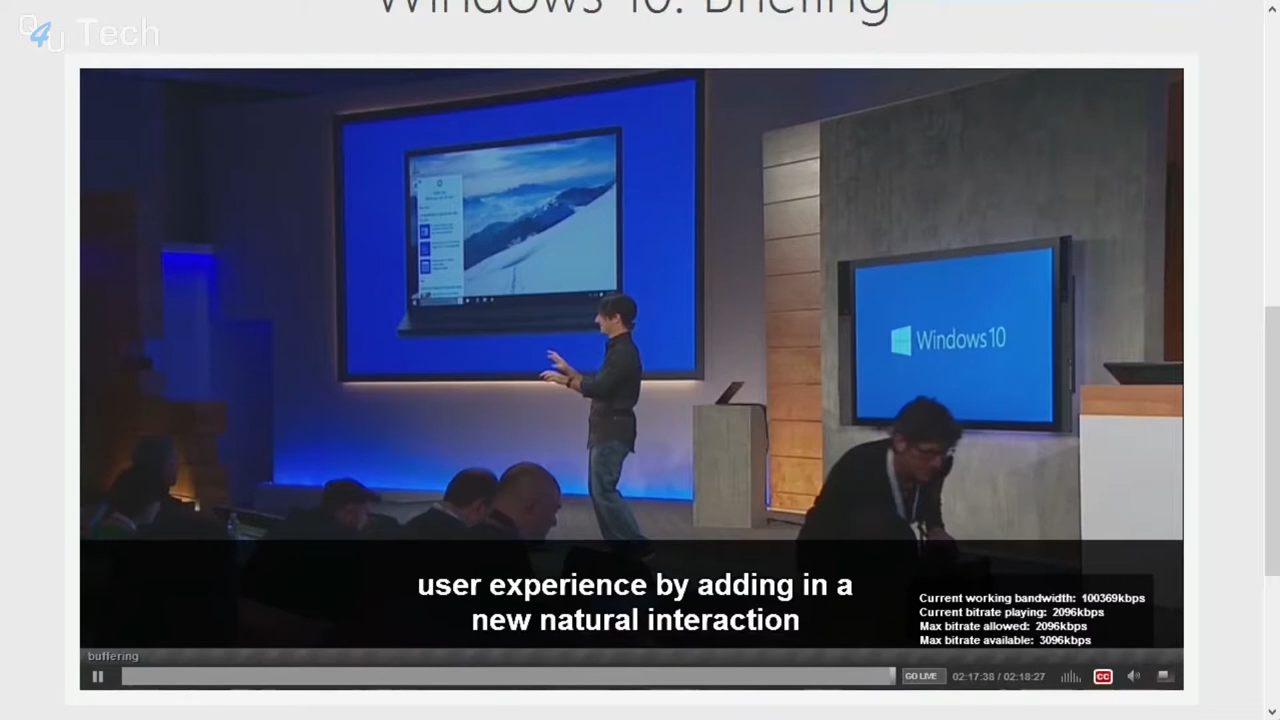 Windows 10: Briefing
Q4U Tech
Windows 10
user experience by adding in a
new natural interaction
Current working bandwidth: 100369kbps
Current bitrate playing: 2096kbps
Max bitrate allowed: 2096kbps
Max bitrate available: 3096kbps
buffering
GO LIVE
02:17:38 / 02:18:27
CC